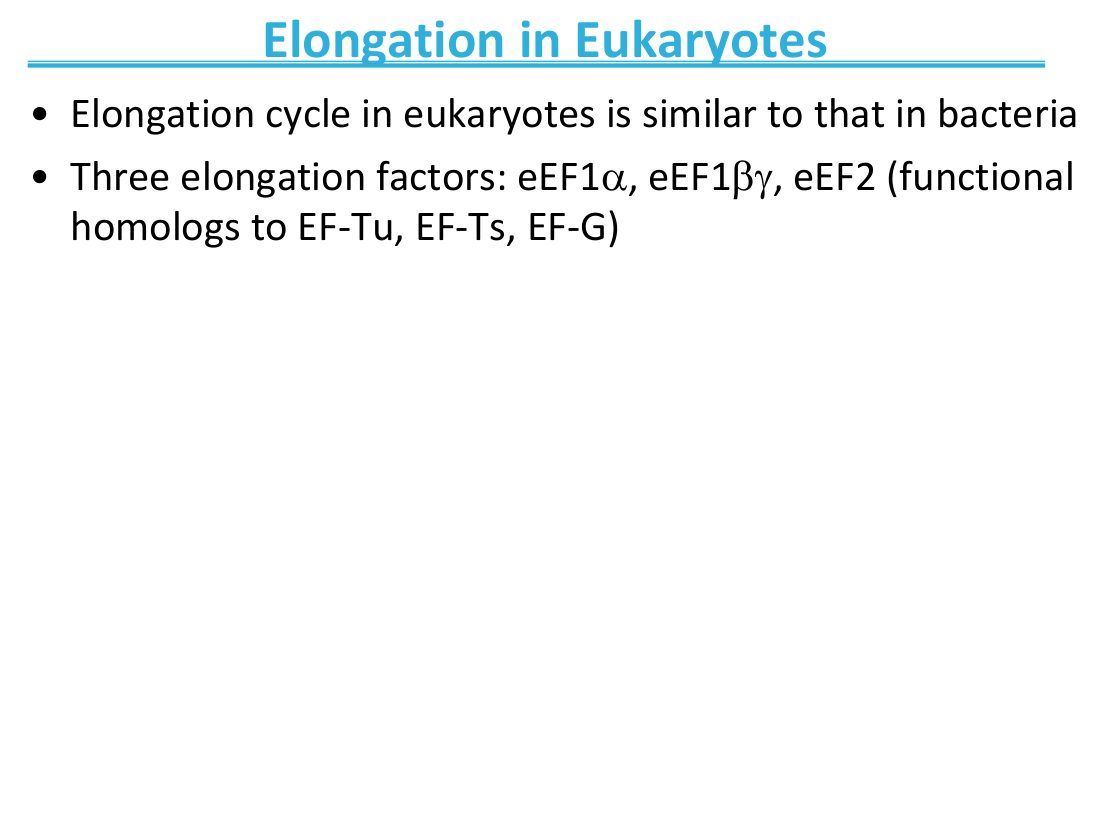 Elongation in Eukaryotes
• Elongation cycle in eukaryotes is similar to that in bacteria
• Three elongation factors: eEF1α, eEF1βγ, eEF2 (functional
homologs to EF-Tu, EF-Ts, EF-G)